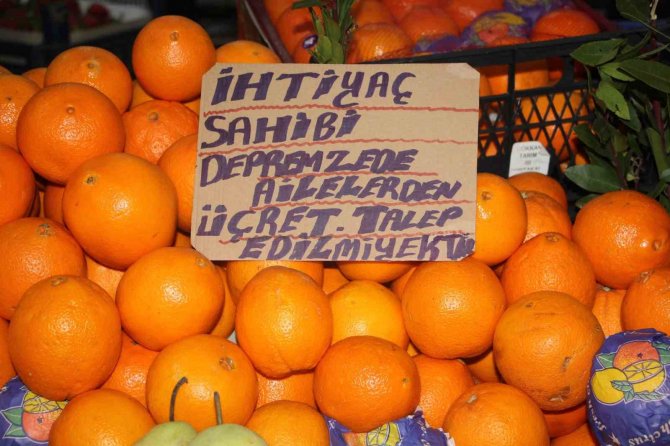 İHTİYAÇ
SAHİBİ
DEPREMZEDE
AİLELERDEN
ÜCRET. TALEP
EDİLMİYEKTİR